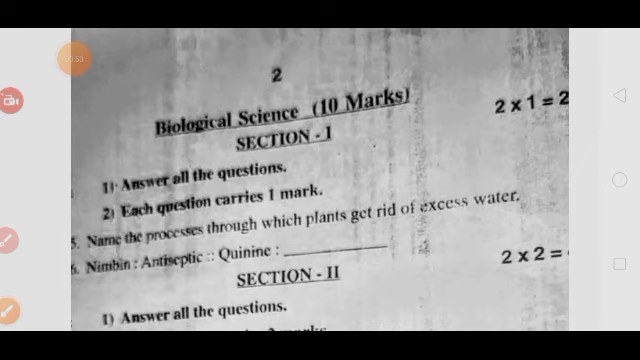 00:50
2
Biological Science (10 Marks)
2 x 1 = 2
SECTION - I
1) Answer all the questions.
2) Each question carries 1 mark.
5. Name the processes through which plants get rid of excess water.
6. Nimbin : Antiseptic :: Quinine :
2 x 2 =
SECTION - II
1) Answer all the questions.